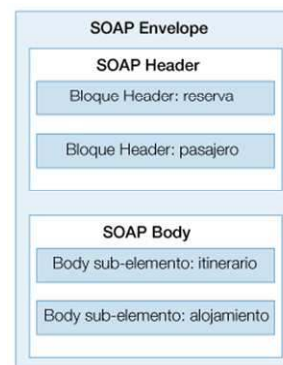 SOAP Envelope
SOAP Header
Bloque Header: reserva
Bloque Header: pasajero
SOAP Body
Body sub-elemento: itinerario
Body sub-elemento: alojamiento